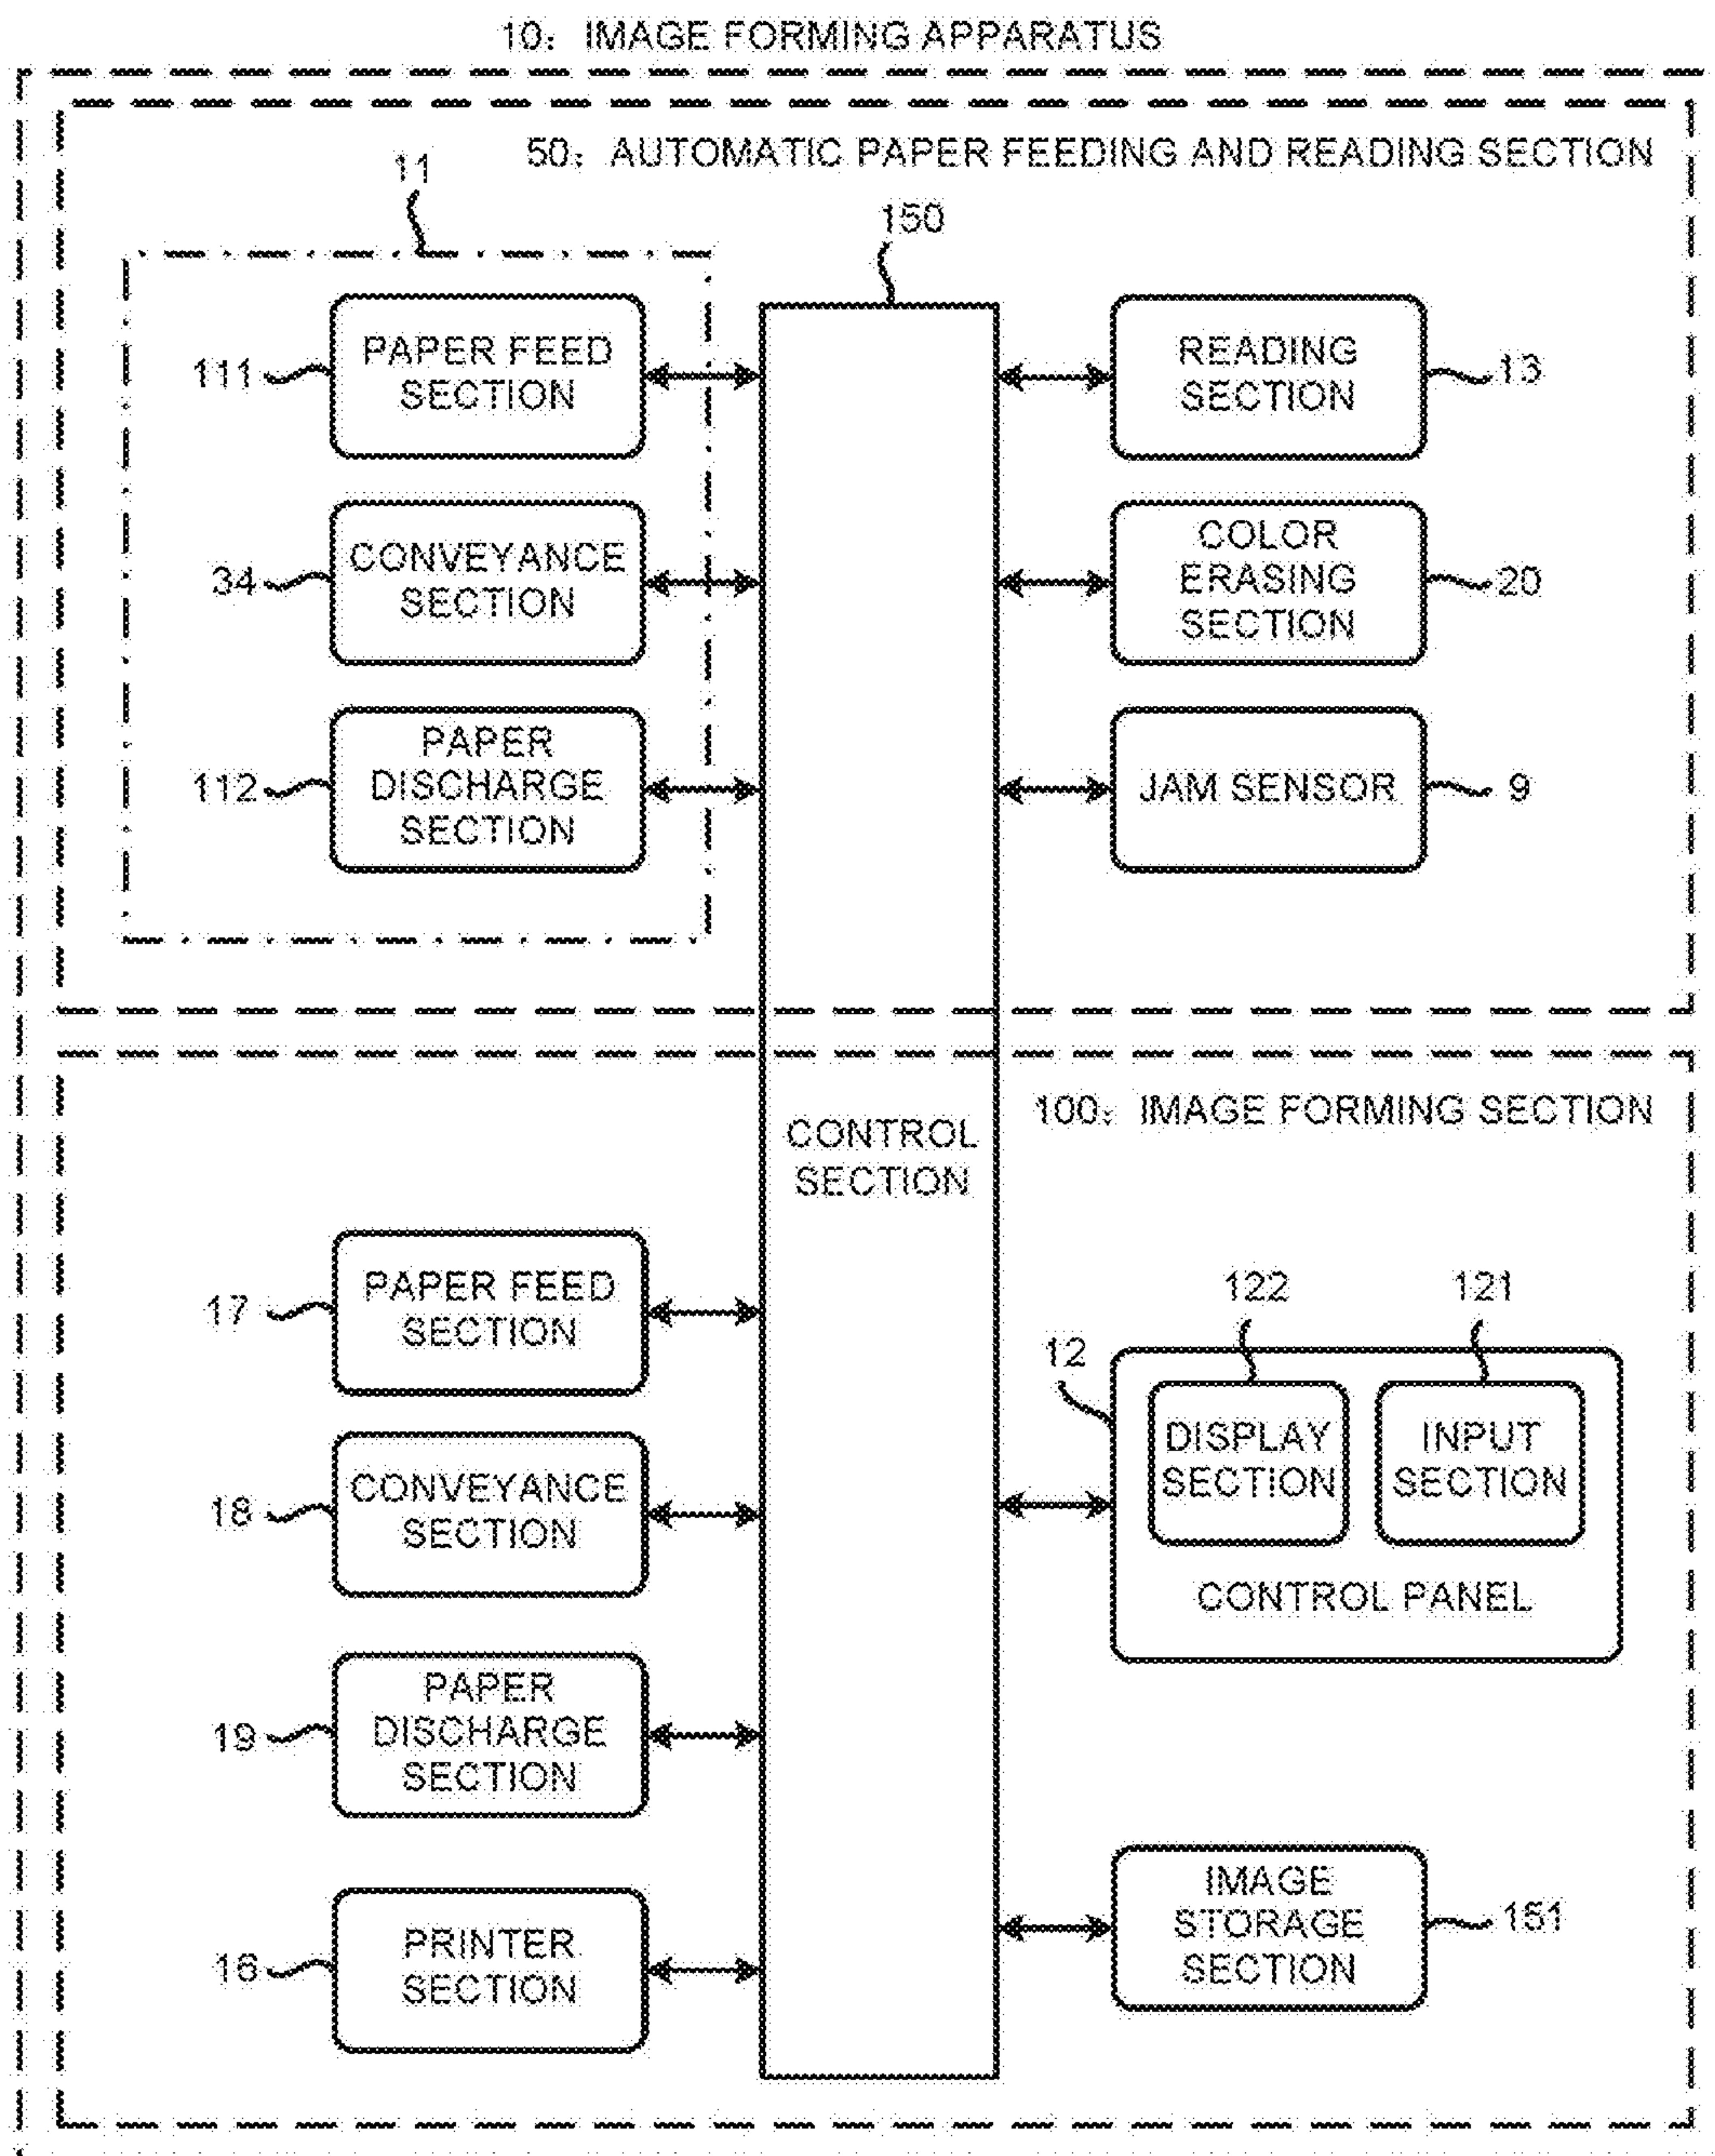 10: IMAGE FORMING APPARATUS
50: AUTOMATIC PAPER FEEDING AND READING SECTION
11
150
111
PAPER FEED
SECTION
READING
SECTION
13
34
CONVEYANCE
SECTION
COLOR
ERASING
SECTION
20
112
PAPER
DISCHARGE
SECTION
JAM SENSOR
9
100: IMAGE FORMING SECTION
CONTROL
SECTION
17
PAPER FEED
SECTION
122
121
12
DISPLAY
SECTION
INPUT
SECTION
CONTROL PANEL
18
CONVEYANCE
SECTION
19
PAPER
DISCHARGE
SECTION
16
PRINTER
SECTION
IMAGE
STORAGE
SECTION
151